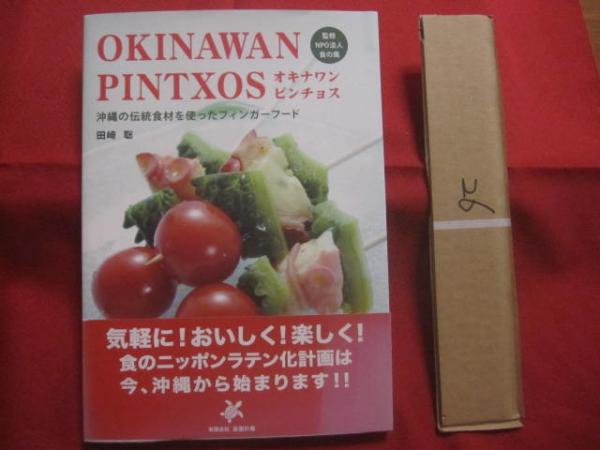 OKINAWAN
PINTXOS
オキナワン
ピンチョス
監修
NPO法人
食の風
沖縄の伝統食材を使ったフィンガーフード
田崎 聡
気軽に!おいしく!楽しく!
食のニッポンラテン化計画は
今、沖縄から始まります!!
有限会社